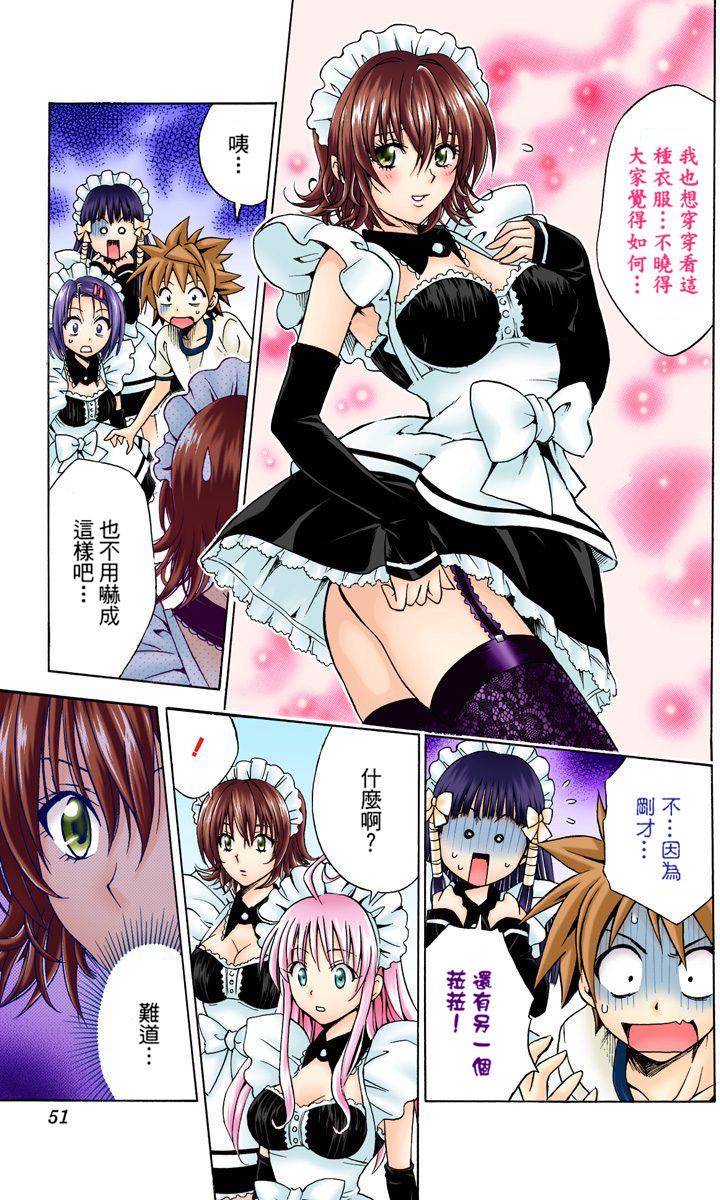 我也想穿穿看這
種衣服…不曉得
大家覺得如何…
咦…
也不用嚇成
這樣吧…
不…因為
剛才…
還有另一個
菈菈！
什麼啊？
！
難道…
51